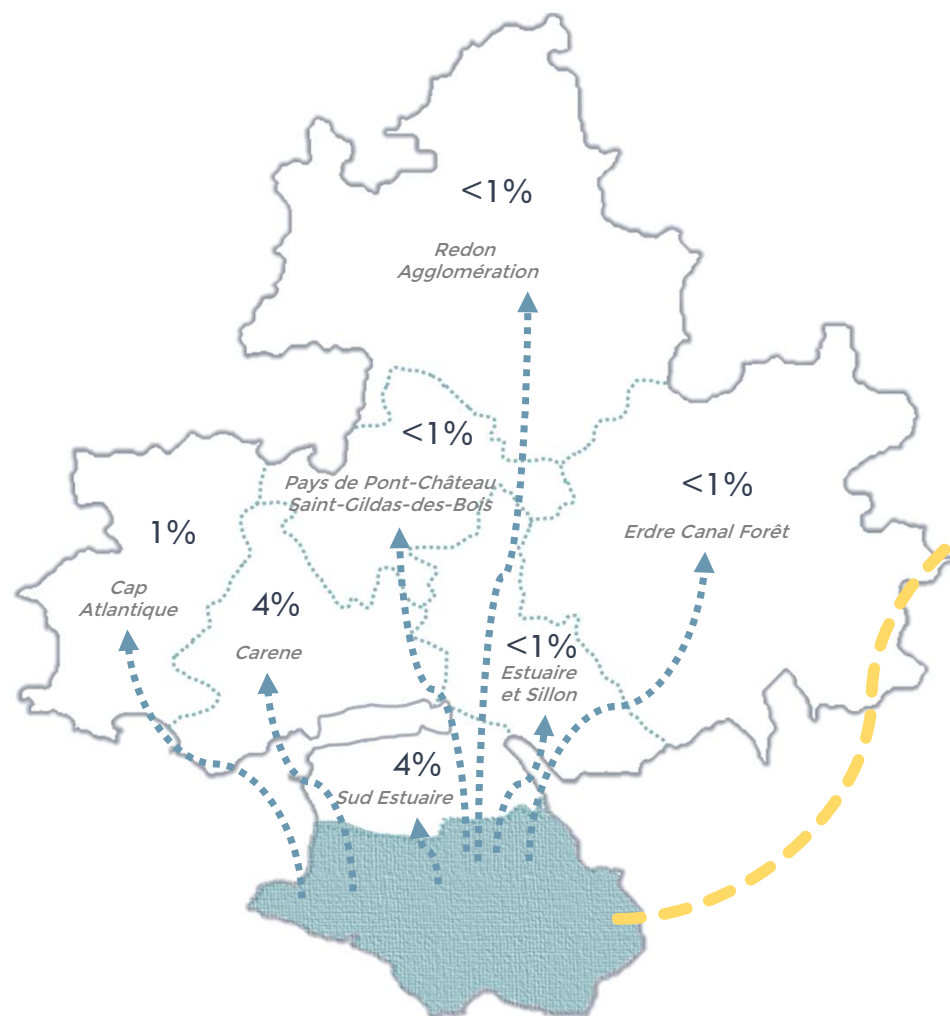 <1%
Redon
Agglomération
<1%
Pays de Pont-Château
Saint-Gildas-des-Bois
<1%
Erdre Canal Forêt
1%
Cap
Atlantique
4%
Carene
<1%
Estuaire
et Sillon
4%
Sud Estuaire